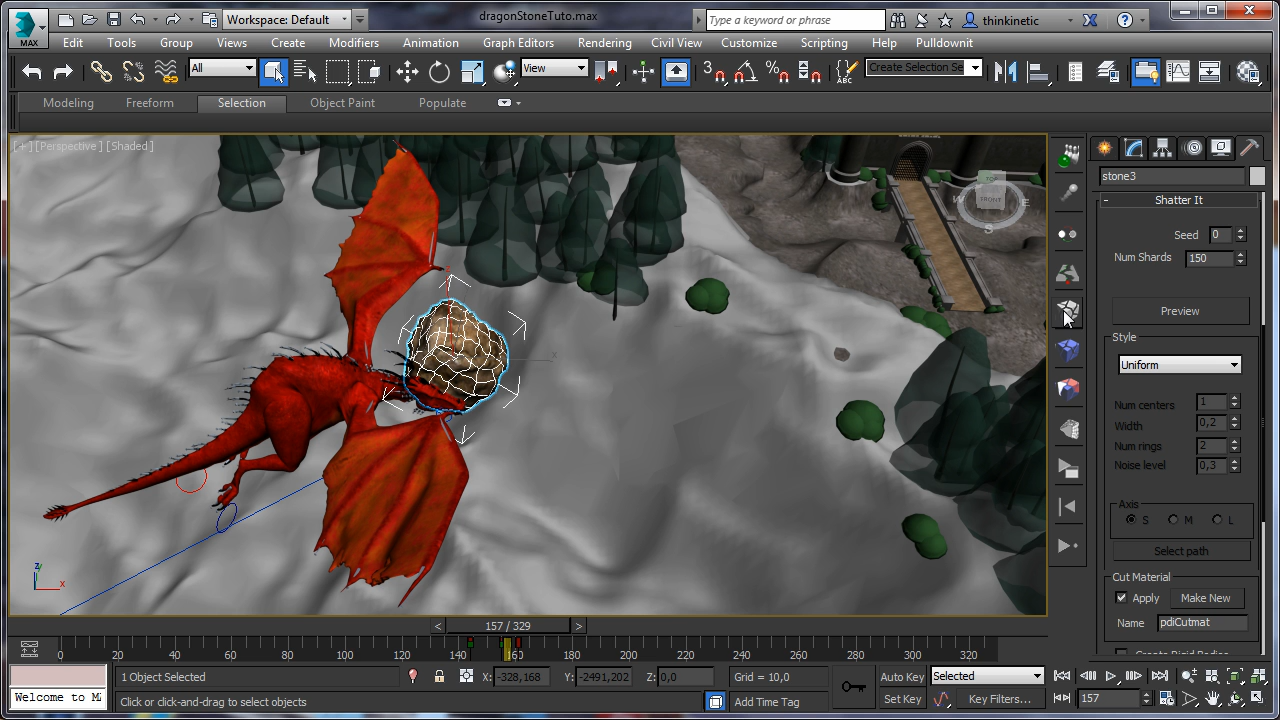 MAX
Workspace: Default
dragonStoneTuto.max
Type a keyword or phrase
thinkinetic
Edit Tools Group Views Create Modifiers Animation Graph Editors Rendering Civil View Customize Scripting Help Pulldownit
All
View
3
ABC
Create Selection Se
Modeling Freeform Selection Object Paint Populate
[+][Perspective][Shaded]
TOP
FRONT
W
E
S
x
z
x
stone3
- Shatter It
Seed 0
Num Shards 150
Preview
Style
Uniform
Num centers 1
Width 0,2
Num rings 2
Noise level 0,3
Axis
S M L
Select path
Cut Material
Apply Make New
Name pdiCutmat
< 157 / 329 >
0 20 40 60 80 100 120 140 160 180 200 220 240 260 280 300 320
1 Object Selected
X: -328,168 Y: -2491,202 Z: 0,0
Grid = 10,0
Auto Key Selected
Welcome to MA
Click or click-and-drag to select objects
Add Time Tag
Set Key Key Filters...
157